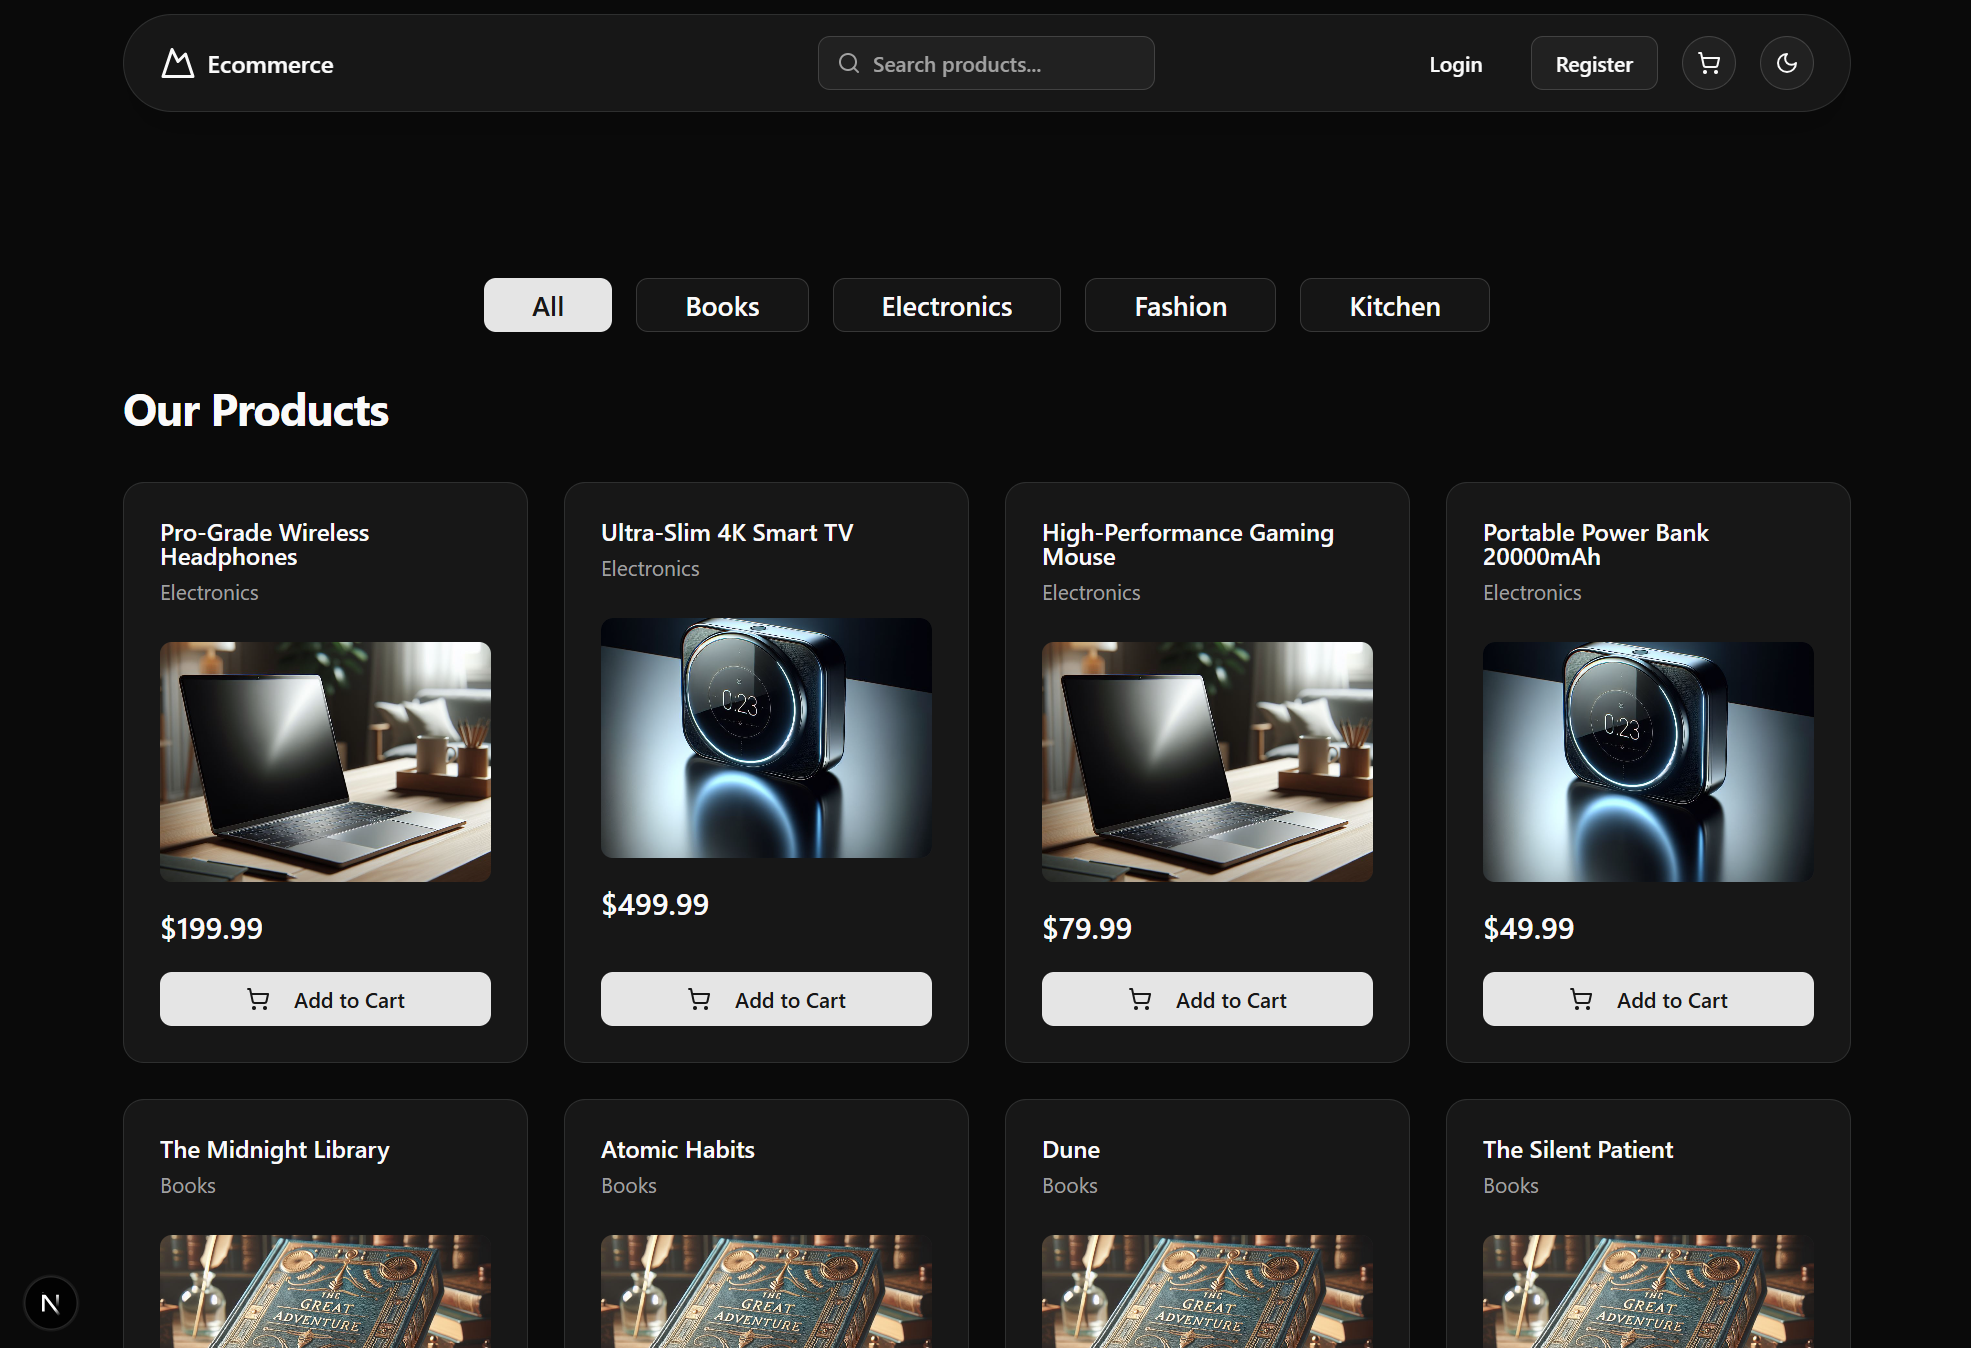 Ecommerce
Search products...
Login
Register
All
Books
Electronics
Fashion
Kitchen
Our Products
Pro-Grade Wireless
Headphones
Electronics
0:23
$199.99
Add to Cart
Ultra-Slim 4K Smart TV
Electronics
$499.99
Add to Cart
High-Performance Gaming
Mouse
Electronics
$79.99
Add to Cart
Portable Power Bank
20000mAh
Electronics
0:23
$49.99
Add to Cart
The Midnight Library
Books
THE
GREAT
ADVENTURE
Atomic Habits
Books
THE
GREAT
ADVENTURE
Dune
Books
THE
GREAT
ADVENTURE
The Silent Patient
Books
THE
GREAT
ADVENTURE
N